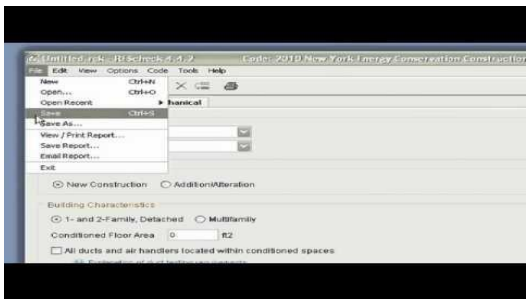 Untitled.rck - REScheck 4.4.2 Code: 2010 New York Energy Conservation Construction
File Edit View Options Code Tools Help
New Ctrl+N
Open... Ctrl+O
Open Recent
hanical
Save Ctrl+S
Save As...
View / Print Report...
Save Report...
Email Report...
Exit
New Construction Addition/Alteration
Building Characteristics
1- and 2-Family, Detached Multifamily
Conditioned Floor Area 0 ft2
All ducts and air handlers located within conditioned spaces